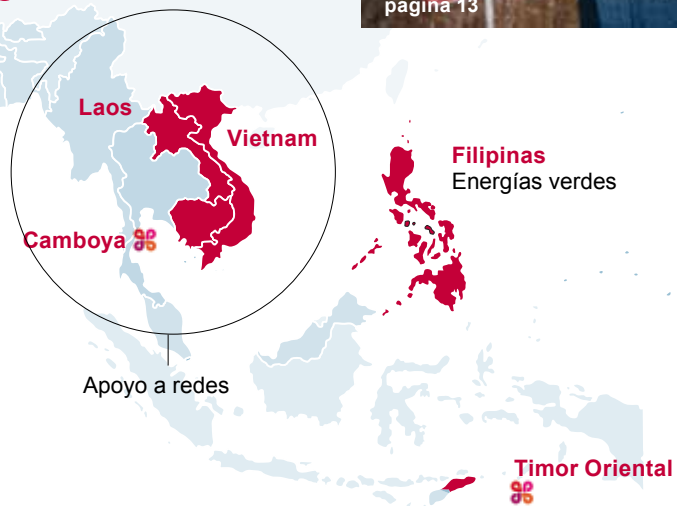 página 13
Laos
Vietnam
Filipinas
Energías verdes
Camboya
Apoyo a redes
Timor Oriental